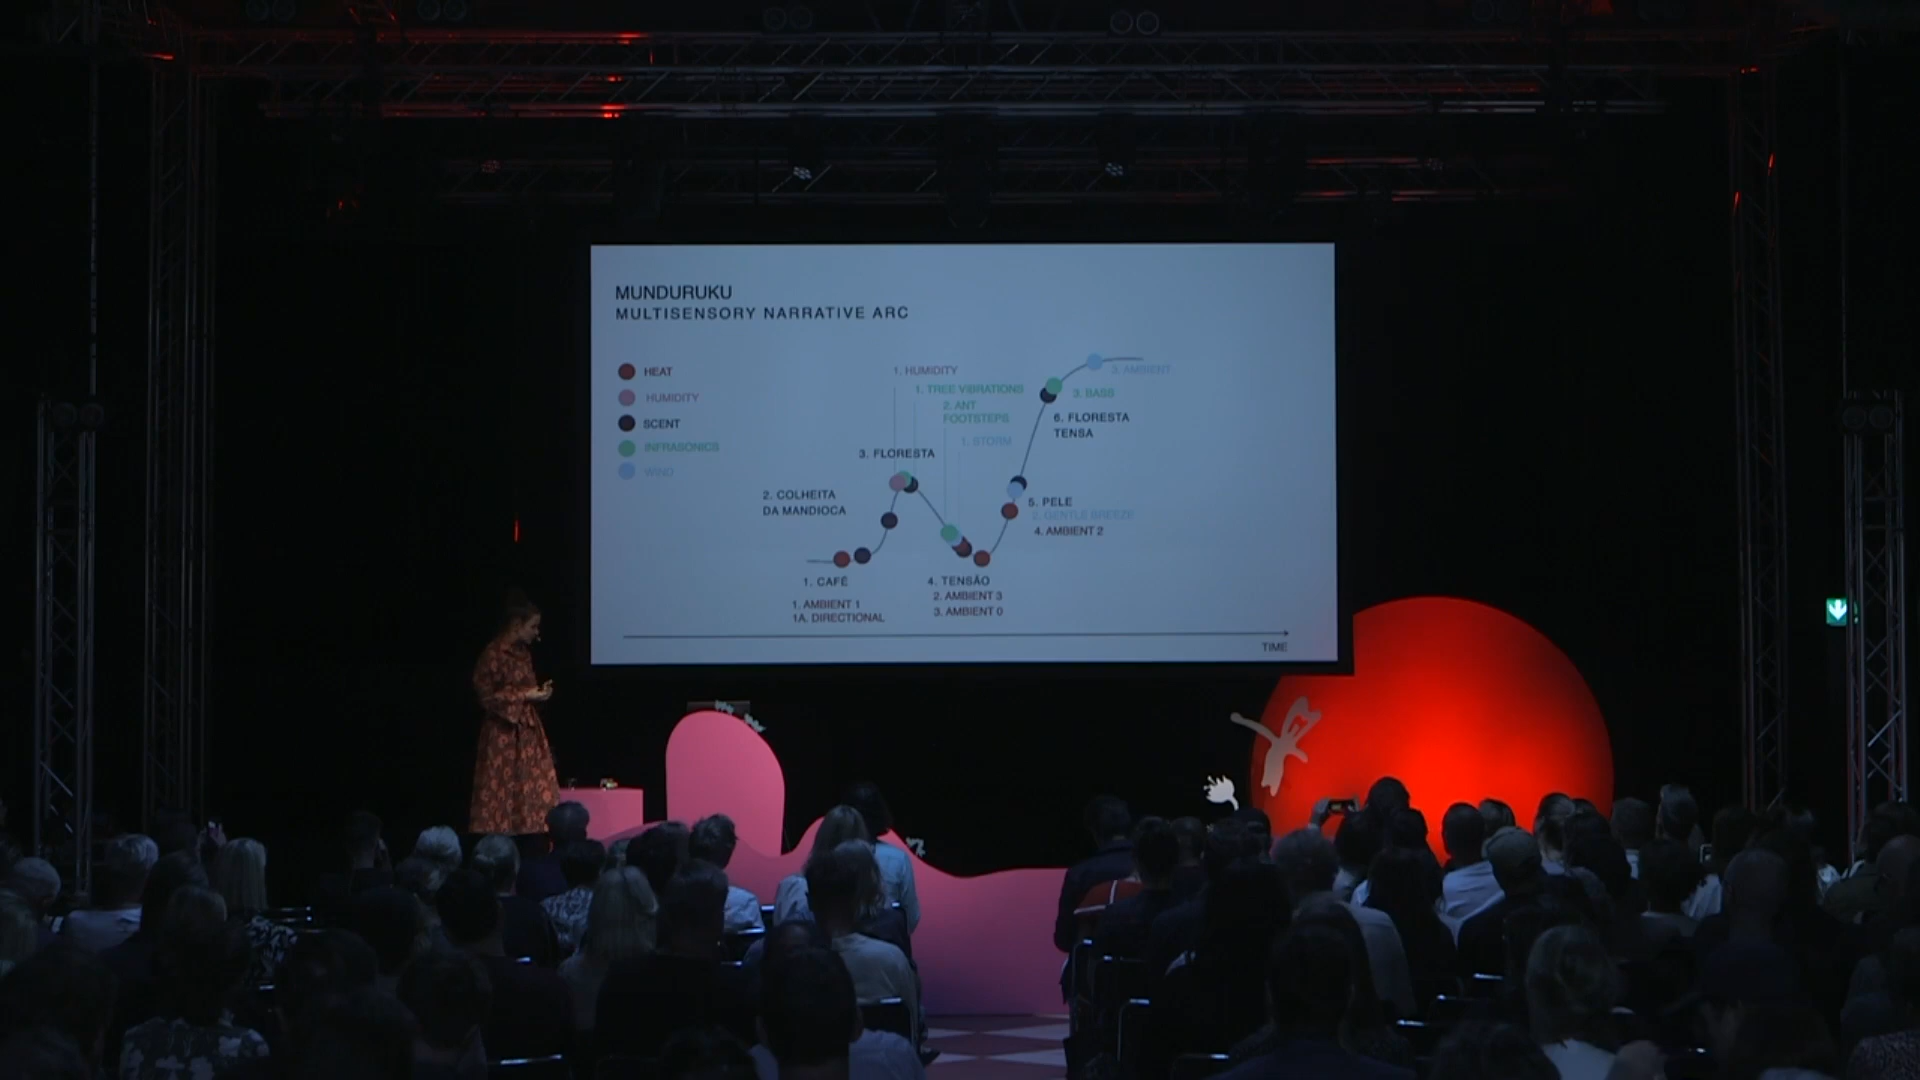 MUNDURUKU
MULTISENSORY NARRATIVE ARC
HEAT
HUMIDITY
SCENT
INFRASONICS
WIND
1. HUMIDITY
1. TREE VIBRATIONS
2. ANT
FOOTSTEPS
1. STORM
3. FLORESTA
2. COLHEITA
DA MANDIOCA
1. CAFÉ
1. AMBIENT 1
1A. DIRECTIONAL
4. TENSÃO
2. AMBIENT 3
3. AMBIENT 0
3. AMBIENT
3. BASS
6. FLORESTA
TENSA
5. PELE
2. GENTLE BREEZE
4. AMBIENT 2
TIME